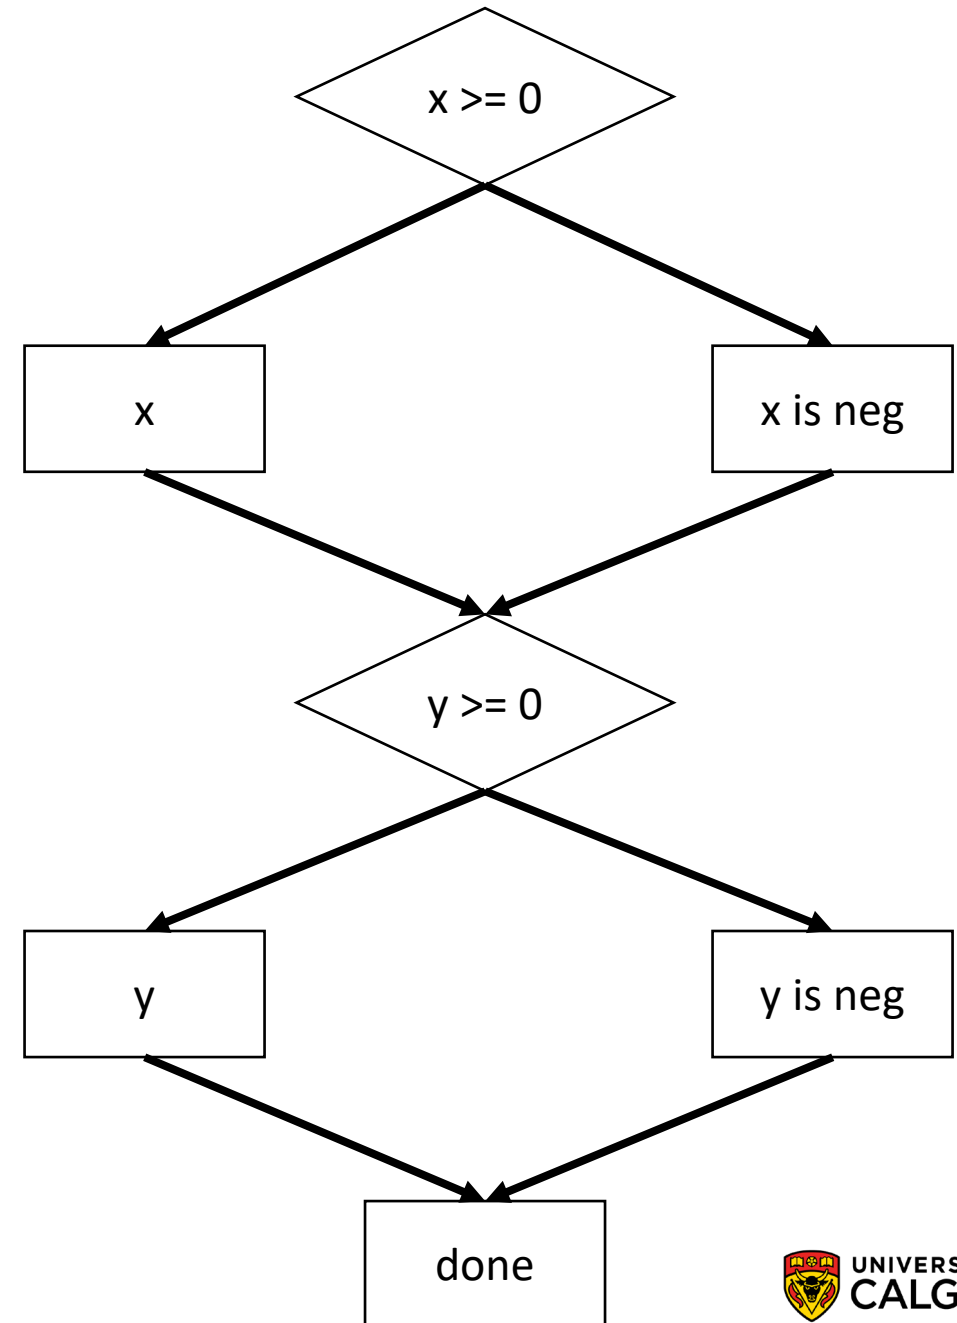 x >= 0
x
x is neg
y >= 0
y
y is neg
done
UNIVERS
CALG